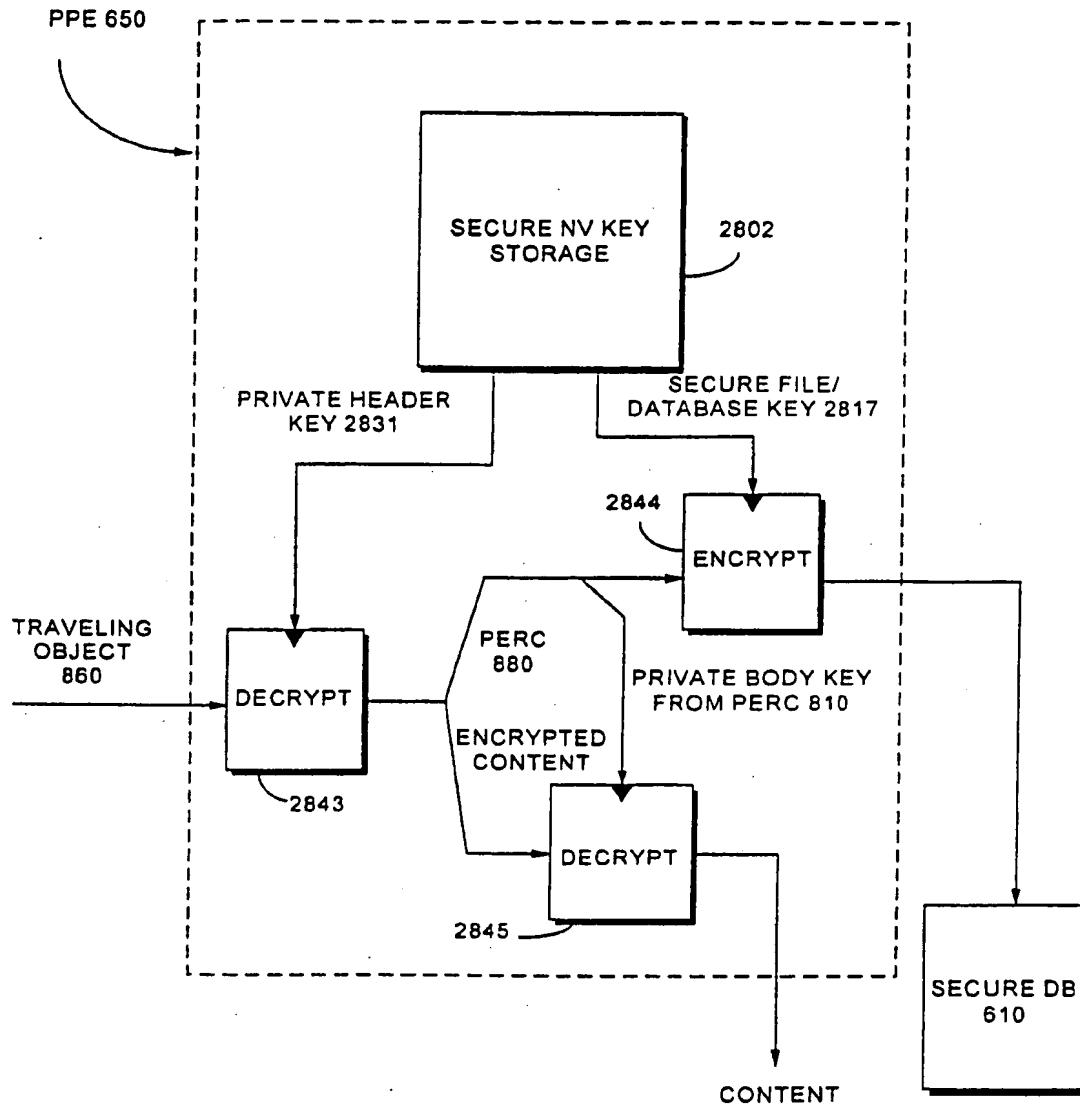 PPE 650
SECURE NV KEY
STORAGE
2802
PRIVATE HEADER
KEY 2831
SECURE FILE/
DATABASE KEY 2817
2844
ENCRYPT
TRAVELING
OBJECT
860
DECRYPT
2843
PERC
880
PRIVATE BODY KEY
FROM PERC 810
ENCRYPTED
CONTENT
DECRYPT
2845
SECURE DB
610
CONTENT